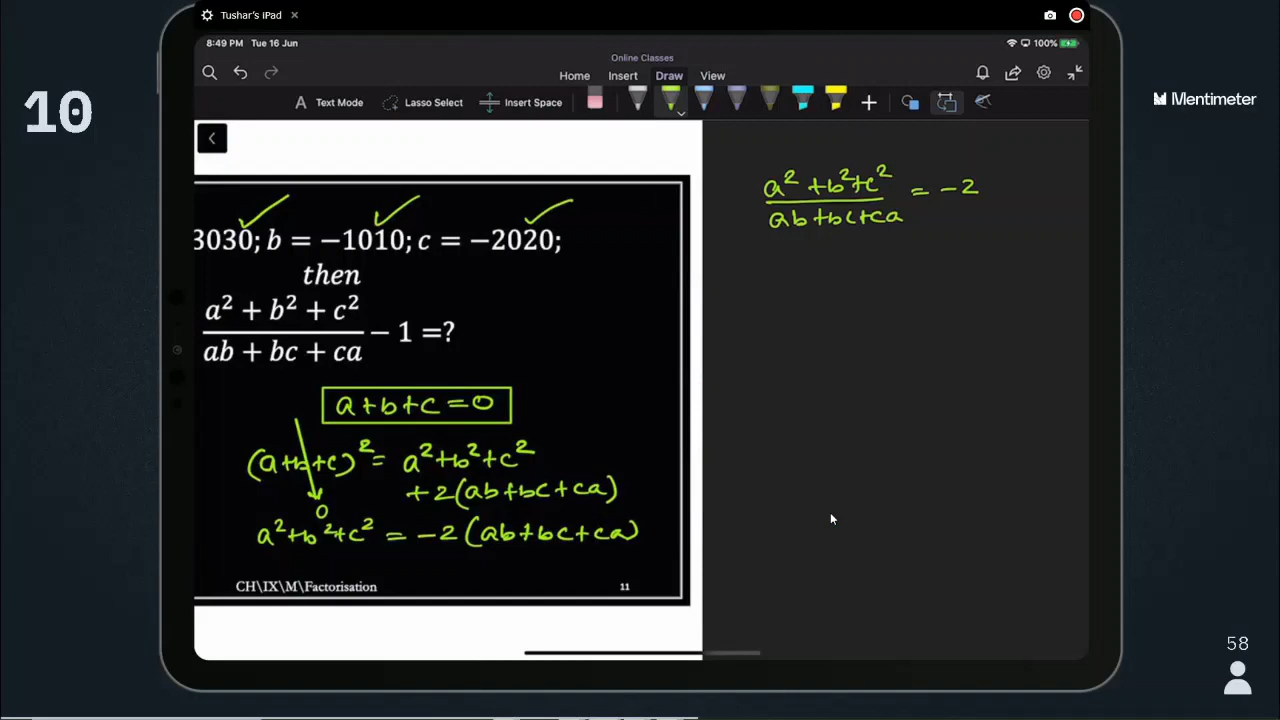 Tushar's iPad ×
8:49 PM Tue 16 Jun
100%
Online Classes
Home Insert Draw View
A Text Mode Lasso Select Insert Space
10
Mentimeter
3030; b = −1010; c = −2020;
then
a² + b² + c²
ab + bc + ca
− 1 =?
a+b+c = 0
(a+b+c)² = a²+b²+c²
+2(ab+bc+ca)
0
a²+b²+c² = −2(ab+bc+ca)
CH\IX\M\Factorisation 11
a²+b²+c²
ab+bc+ca
= −2
58